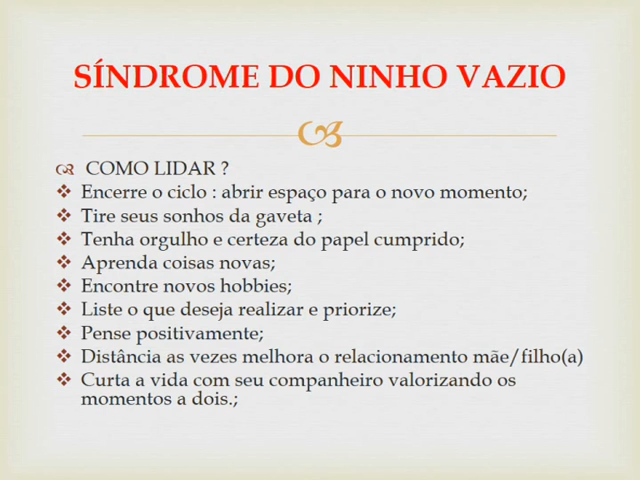 SÍNDROME DO NINHO VAZIO
COMO LIDAR ?
Encerre o ciclo : abrir espaço para o novo momento;
Tire seus sonhos da gaveta ;
Tenha orgulho e certeza do papel cumprido;
Aprenda coisas novas;
Encontre novos hobbies;
Liste o que deseja realizar e priorize;
Pense positivamente;
Distância as vezes melhora o relacionamento mãe/filho(a)
Curta a vida com seu companheiro valorizando os
momentos a dois.;